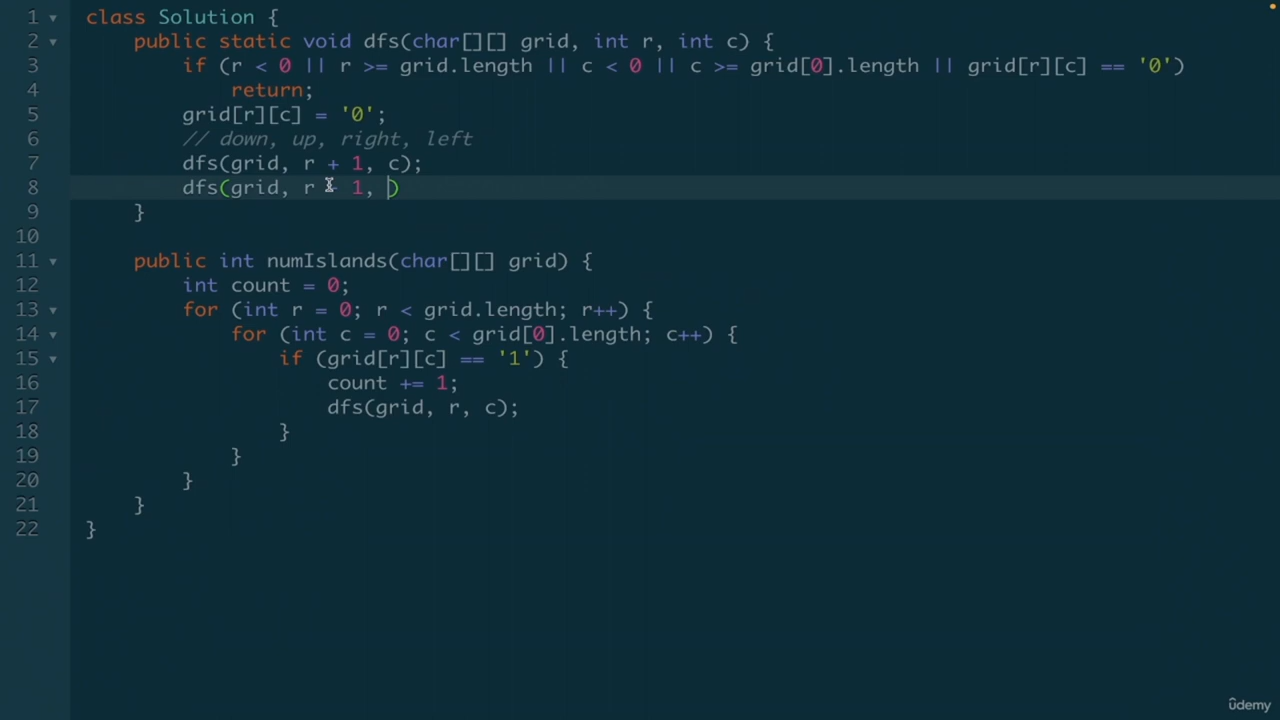 1 class Solution {
2 public static void dfs(char[][] grid, int r, int c) {
3 if (r < 0 || r >= grid.length || c < 0 || c >= grid[0].length || grid[r][c] == '0')
4 return;
5 grid[r][c] = '0';
6 // down, up, right, left
7 dfs(grid, r + 1, c);
8 dfs(grid, r - 1, )
9 }
10
11 public int numIslands(char[][] grid) {
12 int count = 0;
13 for (int r = 0; r < grid.length; r++) {
14 for (int c = 0; c < grid[0].length; c++) {
15 if (grid[r][c] == '1') {
16 count += 1;
17 dfs(grid, r, c);
18 }
19 }
20 }
21 }
22 }
ûdemy